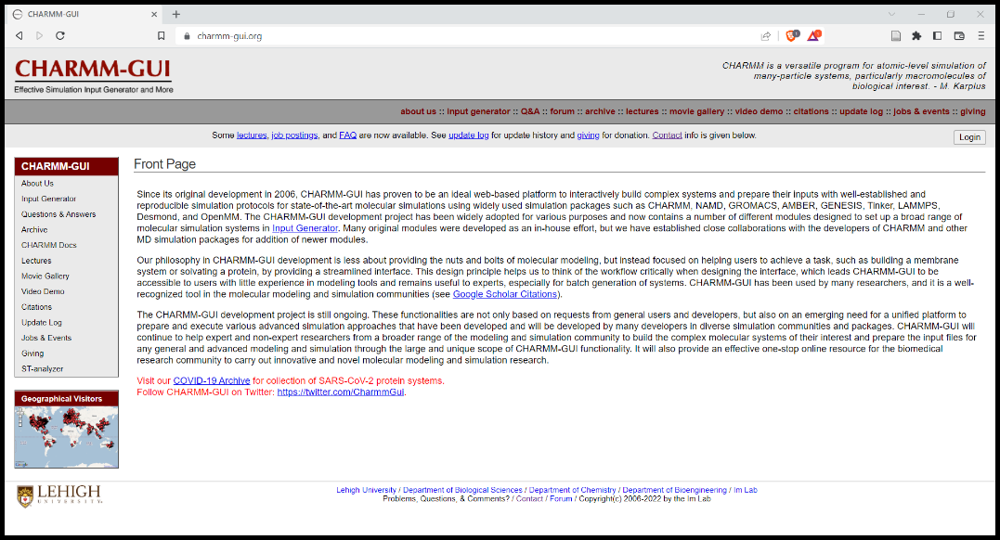 CHARMM-GUI
charmm-gui.org
CHARMM-GUI
Effective Simulation Input Generator and More
CHARMM is a versatile program for atomic-level simulation of
many-particle systems, particularly macromolecules of
biological interest. - M. Karplus
about us :: input generator :: Q&A :: forum :: archive :: lectures :: movie gallery :: video demo :: citations :: update log :: jobs & events :: giving
Some lectures, job postings, and FAQ are now available. See update log for update history and giving for donation. Contact info is given below.
Login
CHARMM-GUI
About Us
Input Generator
Questions & Answers
Archive
CHARMM Docs
Lectures
Movie Gallery
Video Demo
Citations
Update Log
Jobs & Events
Giving
ST-analyzer
Geographical Visitors
Front Page
Since its original development in 2006, CHARMM-GUI has proven to be an ideal web-based platform to interactively build complex systems and prepare their inputs with well-established and
reproducible simulation protocols for state-of-the-art molecular simulations using widely used simulation packages such as CHARMM, NAMD, GROMACS, AMBER, GENESIS, Tinker, LAMMPS,
Desmond, and OpenMM. The CHARMM-GUI development project has been widely adopted for various purposes and now contains a number of different modules designed to set up a broad range of
molecular simulation systems in Input Generator. Many original modules were developed as an in-house effort, but we have established close collaborations with the developers of CHARMM and other
MD simulation packages for addition of newer modules.
Our philosophy in CHARMM-GUI development is less about providing the nuts and bolts of molecular modeling, but instead focused on helping users to achieve a task, such as building a membrane
system or solvating a protein, by providing a streamlined interface. This design principle helps us to think of the workflow critically when designing the interface, which leads CHARMM-GUI to be
accessible to users with little experience in modeling tools and remains useful to experts, especially for batch generation of systems. CHARMM-GUI has been used by many researchers, and it is a well-
recognized tool in the molecular modeling and simulation communities (see Google Scholar Citations).
The CHARMM-GUI development project is still ongoing. These functionalities are not only based on requests from general users and developers, but also on an emerging need for a unified platform to
prepare and execute various advanced simulation approaches that have been developed and will be developed by many developers in diverse simulation communities and packages. CHARMM-GUI will
continue to help expert and non-expert researchers from a broader range of the modeling and simulation community to build the complex molecular systems of their interest and prepare the input files for
any general and advanced modeling and simulation through the large and unique scope of CHARMM-GUI functionality. It will also provide an effective one-stop online resource for the biomedical
research community to carry out innovative and novel molecular modeling and simulation research.
Visit our COVID-19 Archive for collection of SARS-CoV-2 protein systems.
Follow CHARMM-GUI on Twitter: https://twitter.com/CharmmGui.
LEHIGH
UNIVERSITY
Lehigh University / Department of Biological Sciences / Department of Chemistry / Department of Bioengineering / Im Lab
Problems, Questions, & Comments? / Contact / Forum / Copyright(c) 2006-2022 by the Im Lab